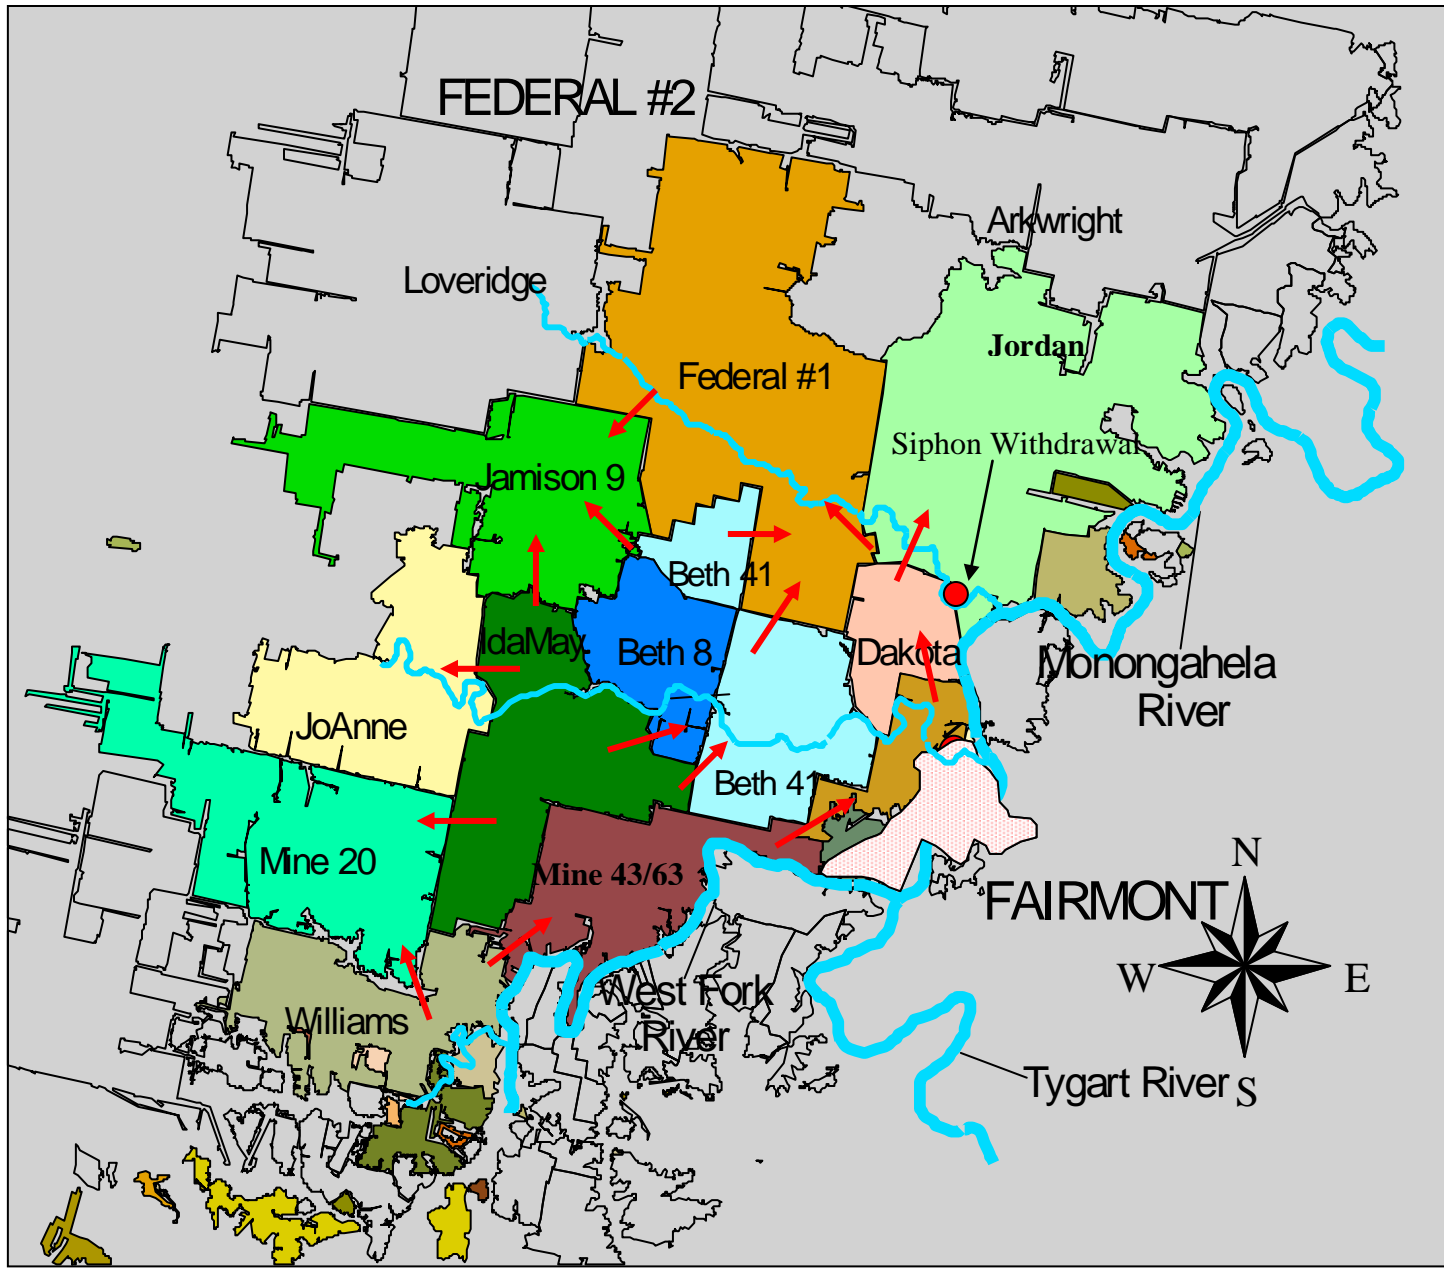 FEDERAL #2
Arkwright
Loveridge
Jordan
Federal #1
Siphon Withdrawal
Jamison 9
Beth 41
IdaMay
Beth 8
Dakota
Monongahela
River
JoAnne
Beth 41
Mine 20
Mine 43/63
FAIRMONT
N
W
E
S
West Fork
River
Williams
Tygart River